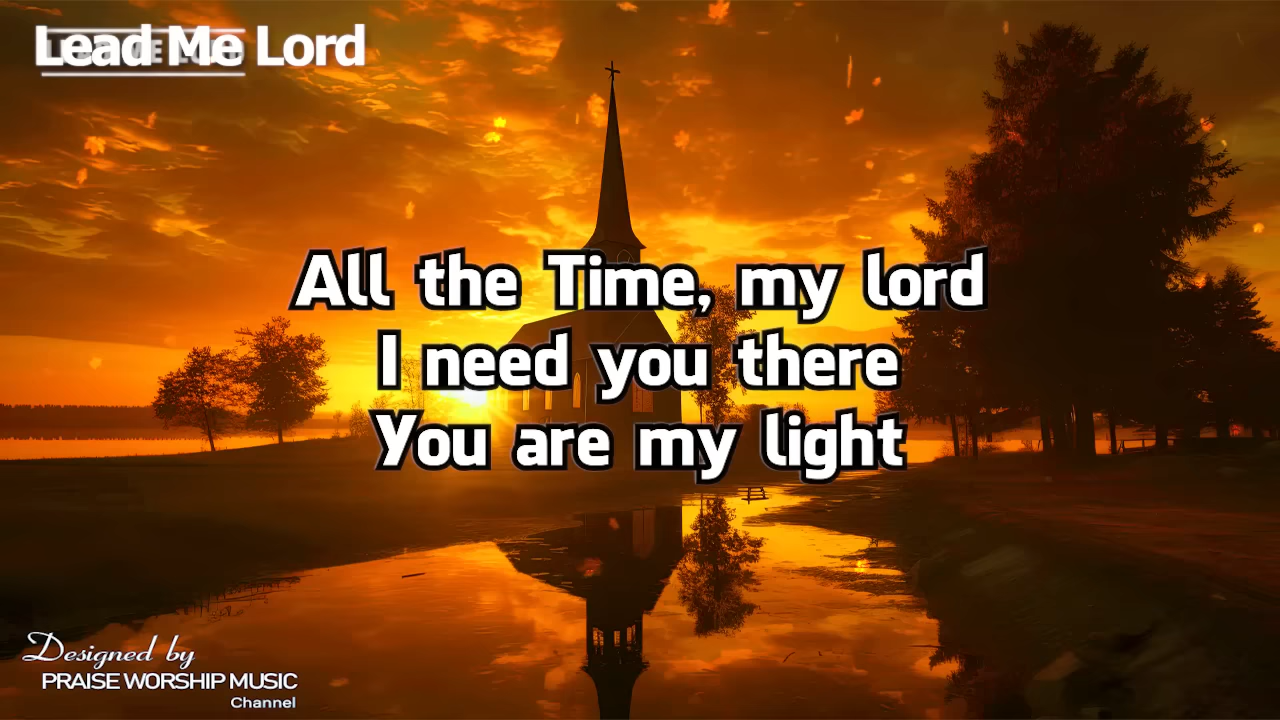 Lead Me Lord
All the Time, my lord
I need you there
You are my light
Designed by
PRAISE WORSHIP MUSIC
Channel